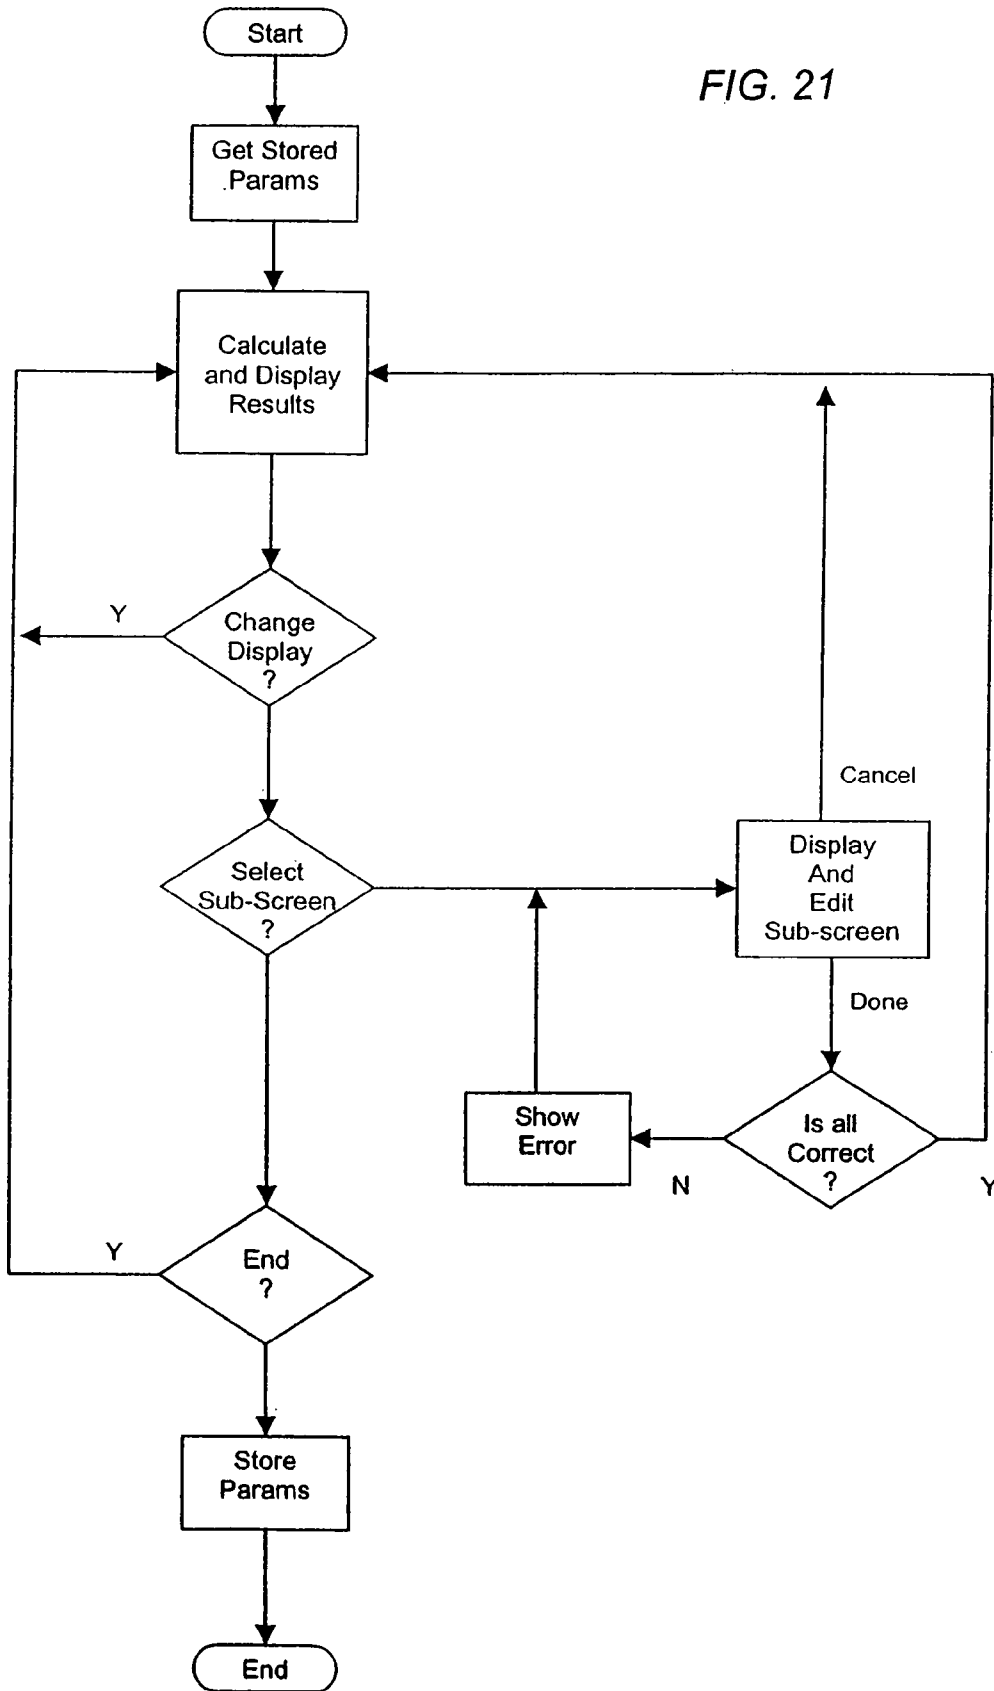 Start
FIG. 21
Get Stored
Params
Calculate
and Display
Results
Y
Change
Display
?
Cancel
Select
Sub-Screen
?
Display
And
Edit
Sub-screen
Done
Show
Error
Is all
Correct
?
N
Y
Y
End
?
Store
Params
End